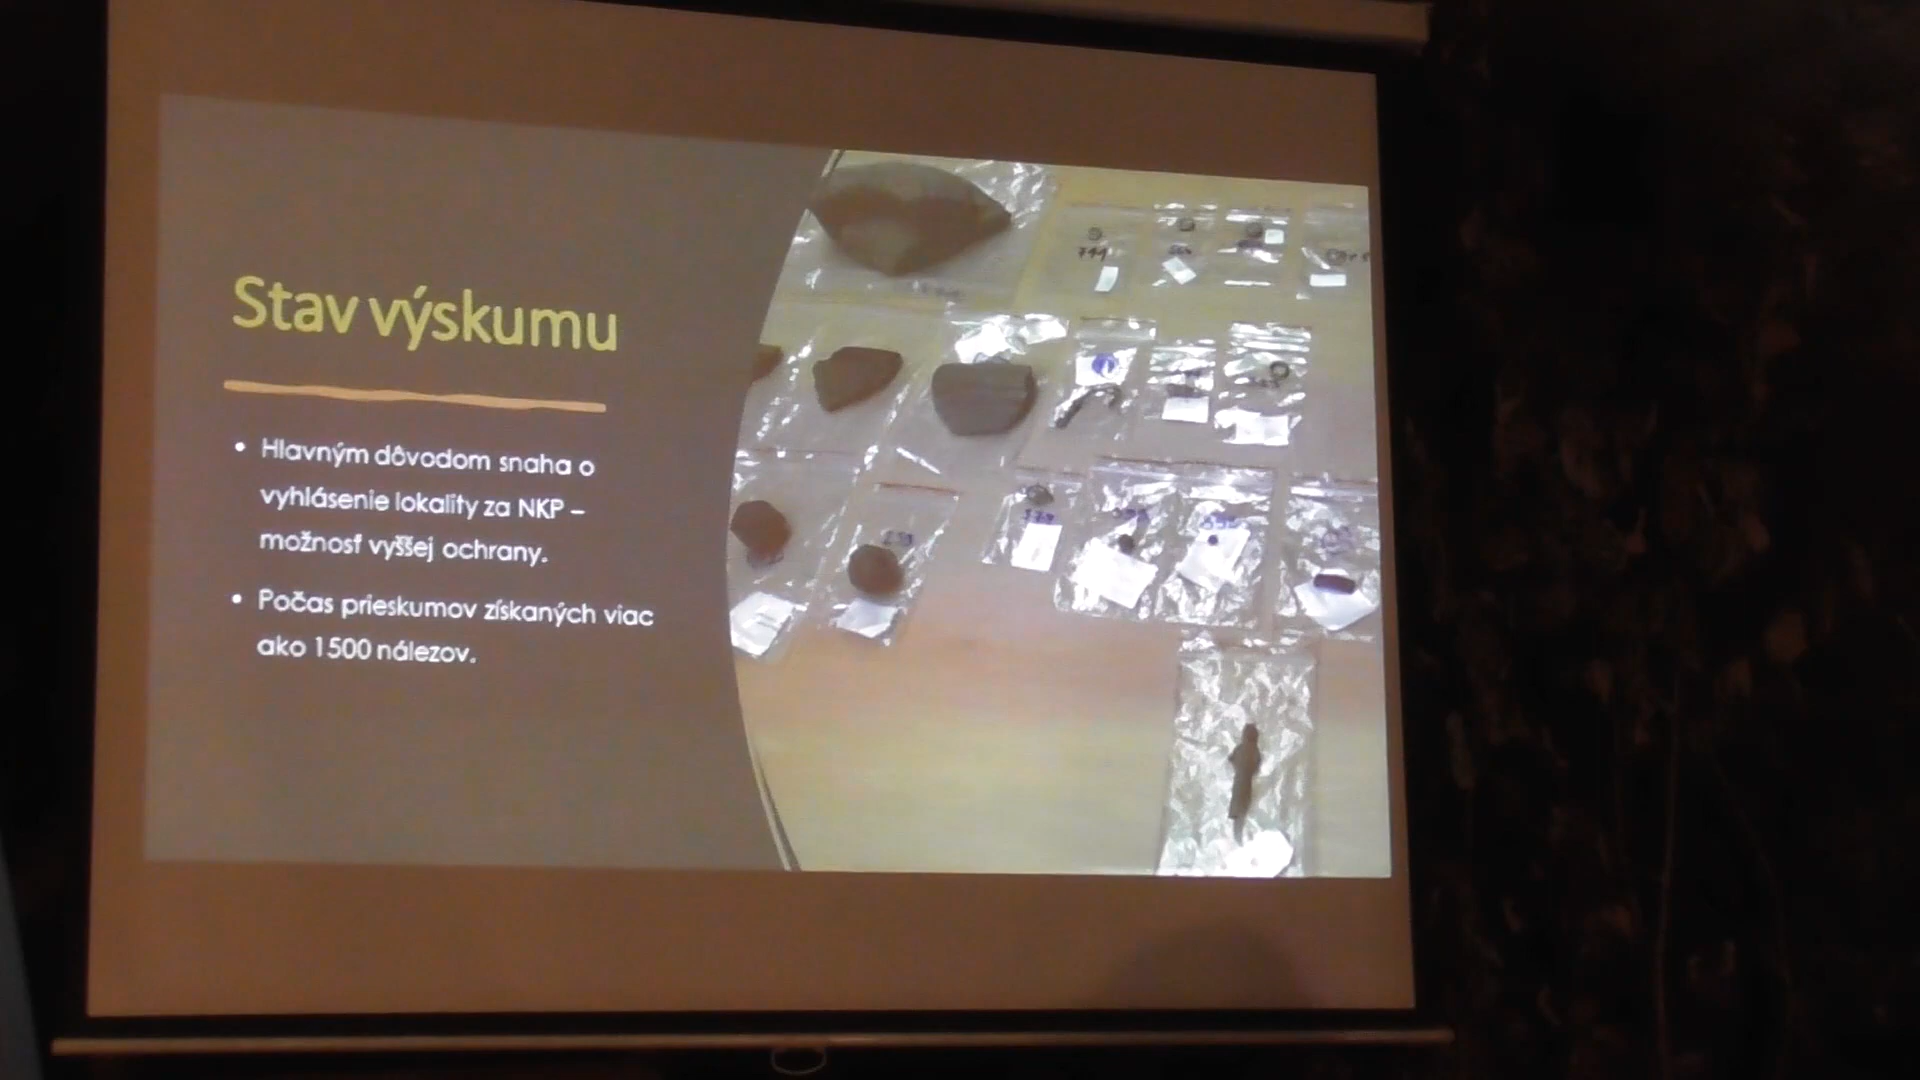 Stav výskumu
• Hlavným dôvodom snaha o
vyhlásenie lokality za NKP –
možnosť vyššej ochrany.
• Počas prieskumov získaných viac
ako 1500 nálezov.